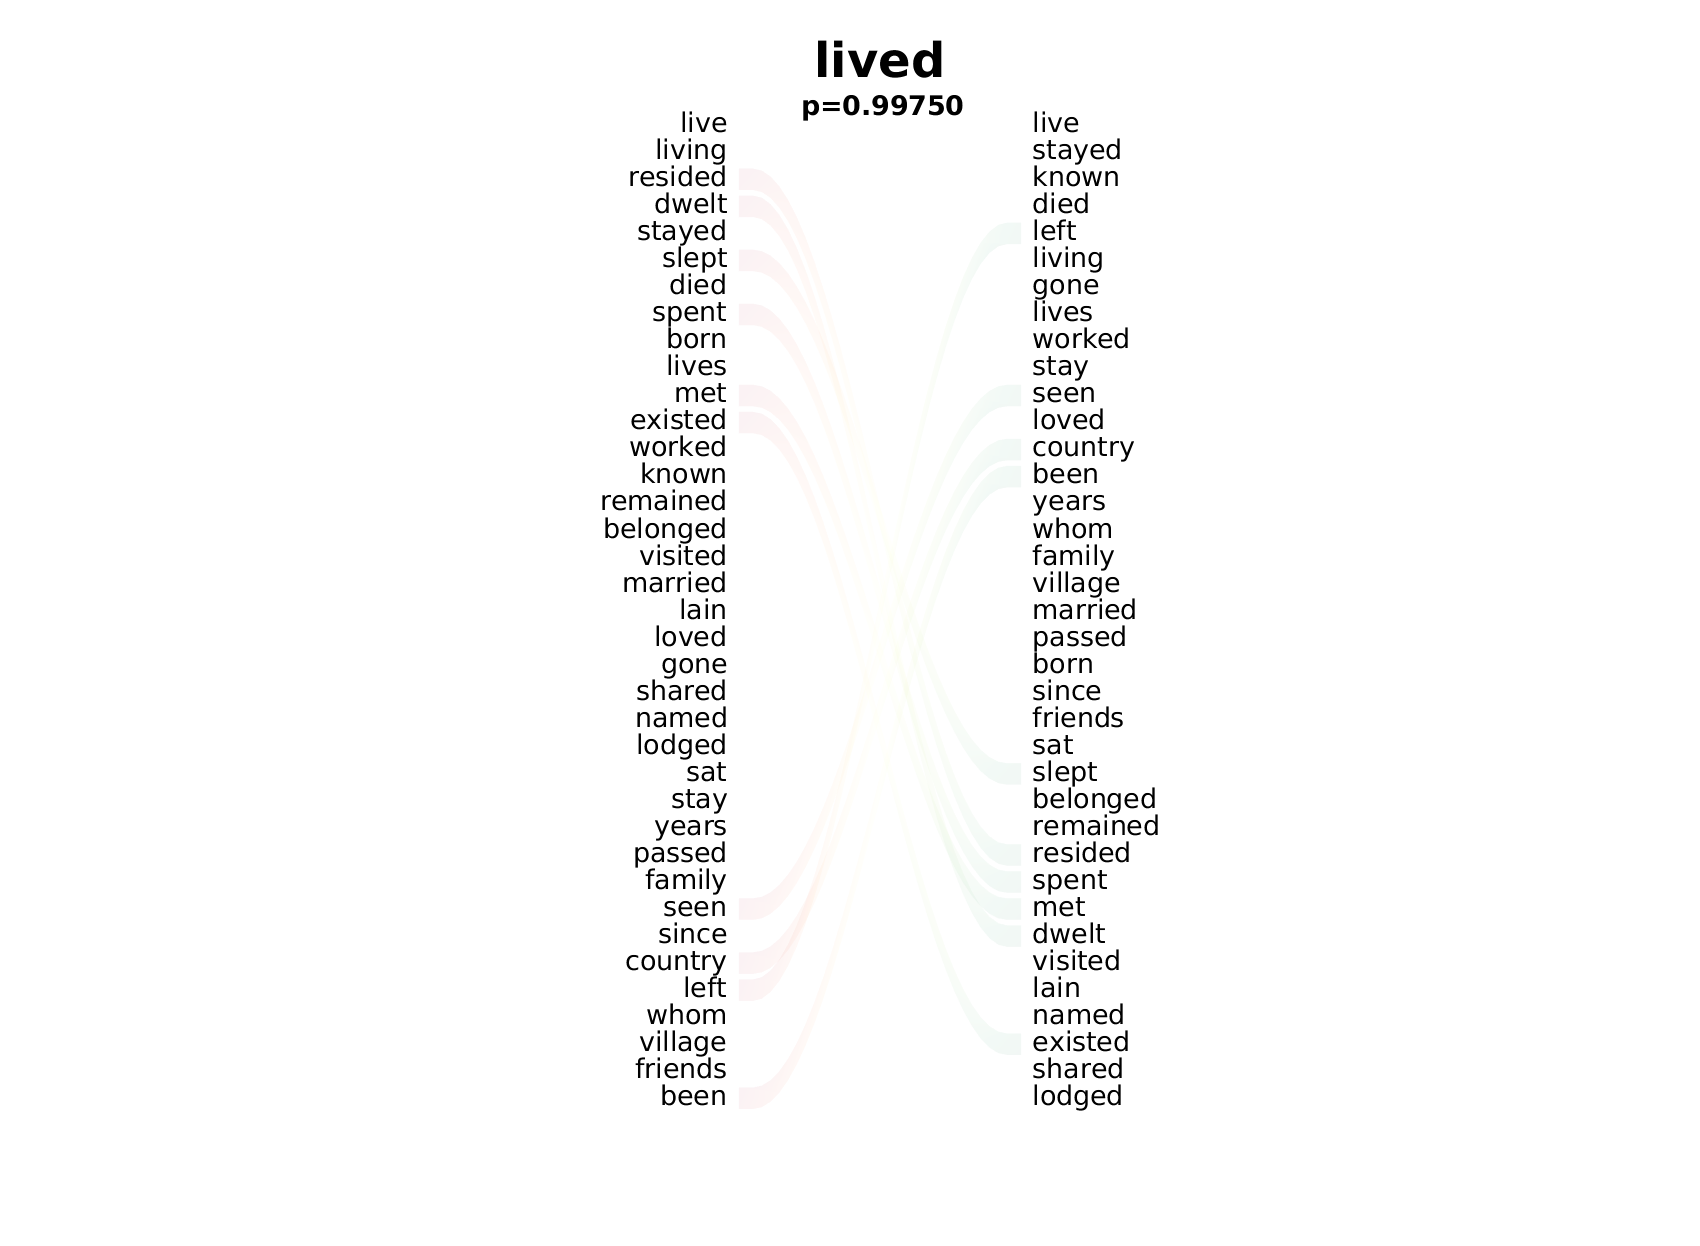 lived
p=0.99750
live live
living stayed
resided known
dwelt died
stayed left
slept living
died gone
spent lives
born worked
lives stay
met seen
existed loved
worked country
known been
remained years
belonged whom
visited family
married village
lain married
loved passed
gone born
shared since
named friends
lodged sat
sat slept
stay belonged
years remained
passed resided
family spent
seen met
since dwelt
country visited
left lain
whom named
village existed
friends shared
been lodged